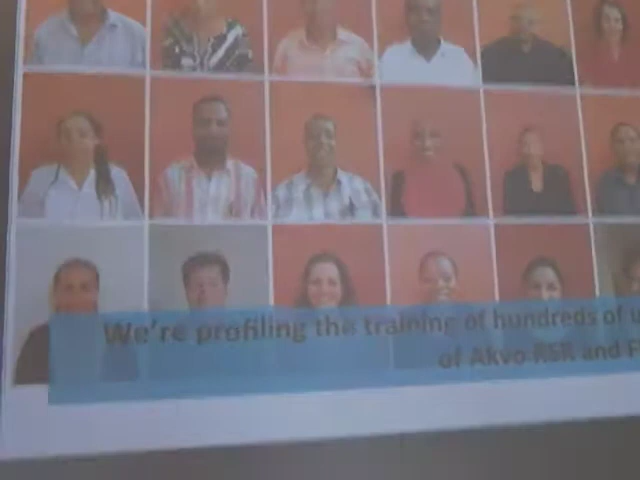 We're profiling the training of hundreds of
of Akvo RSR and